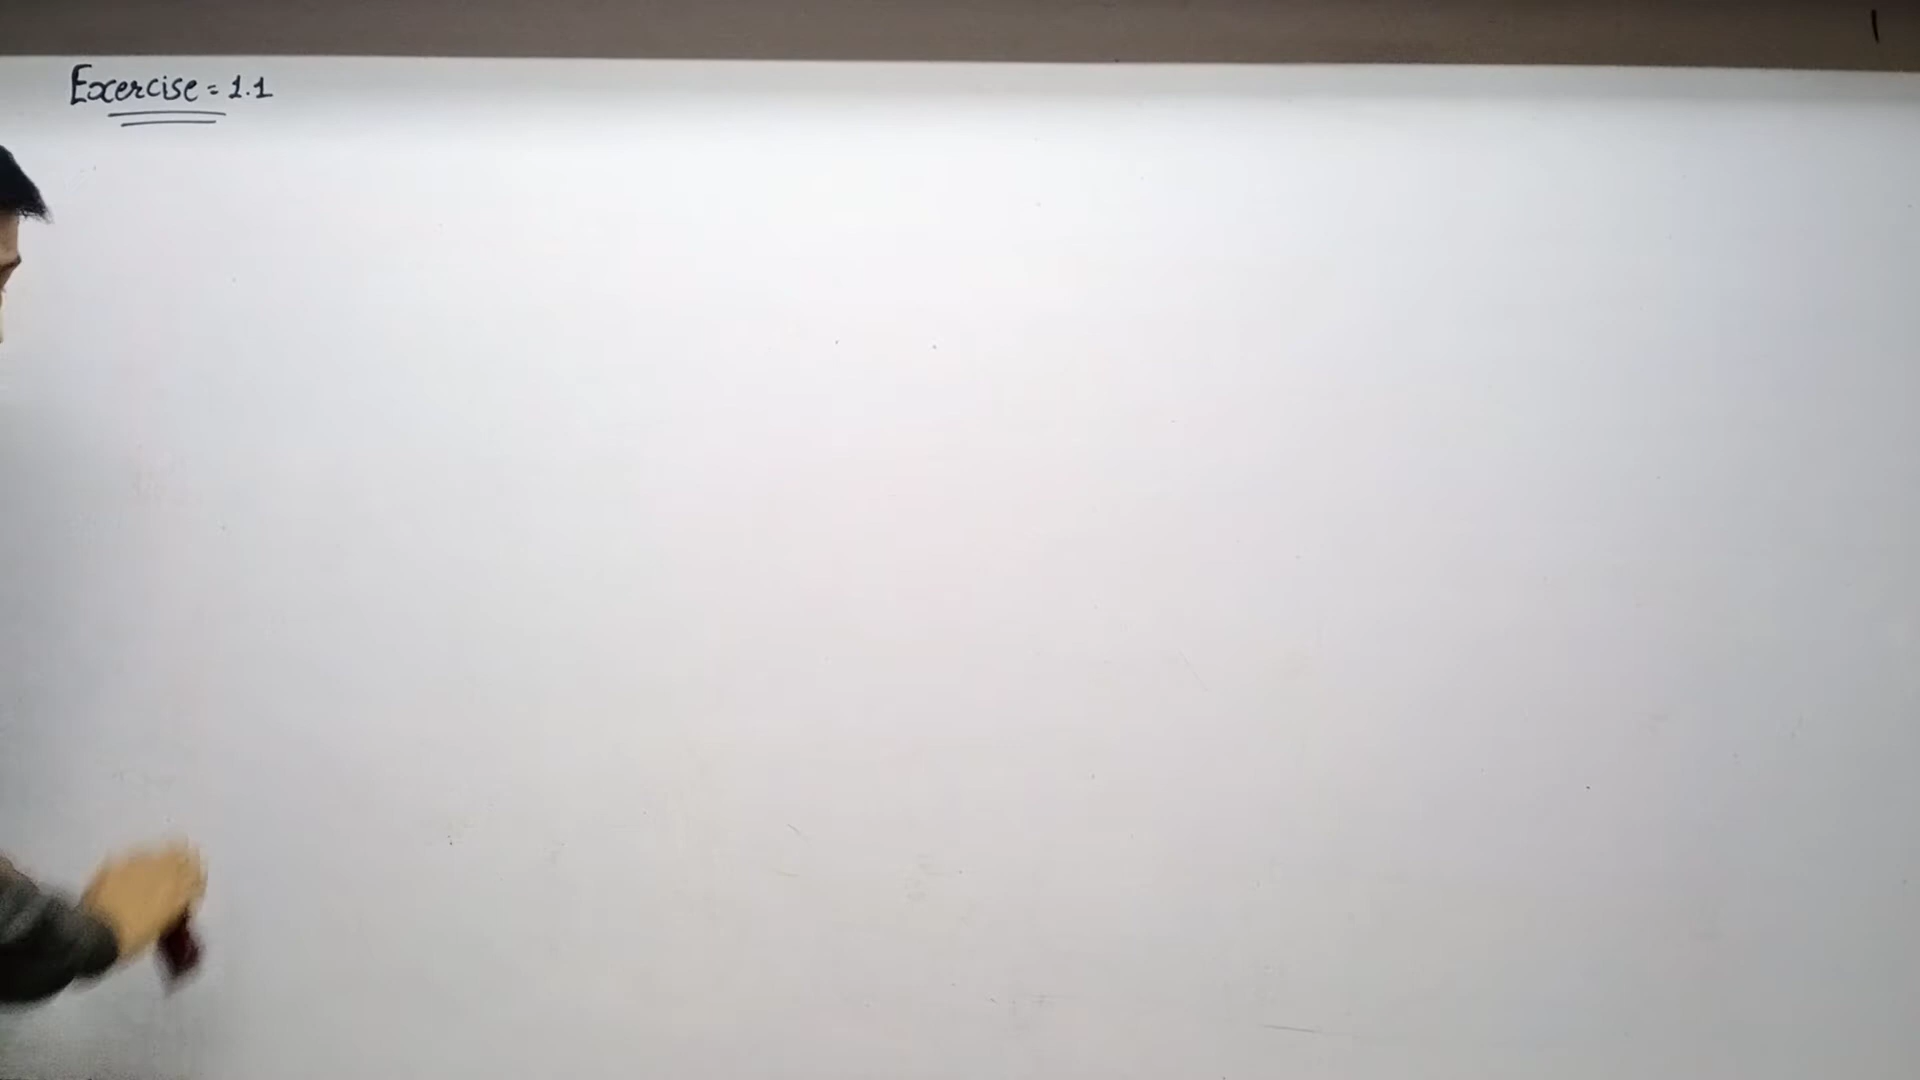 Excercise = 1.1